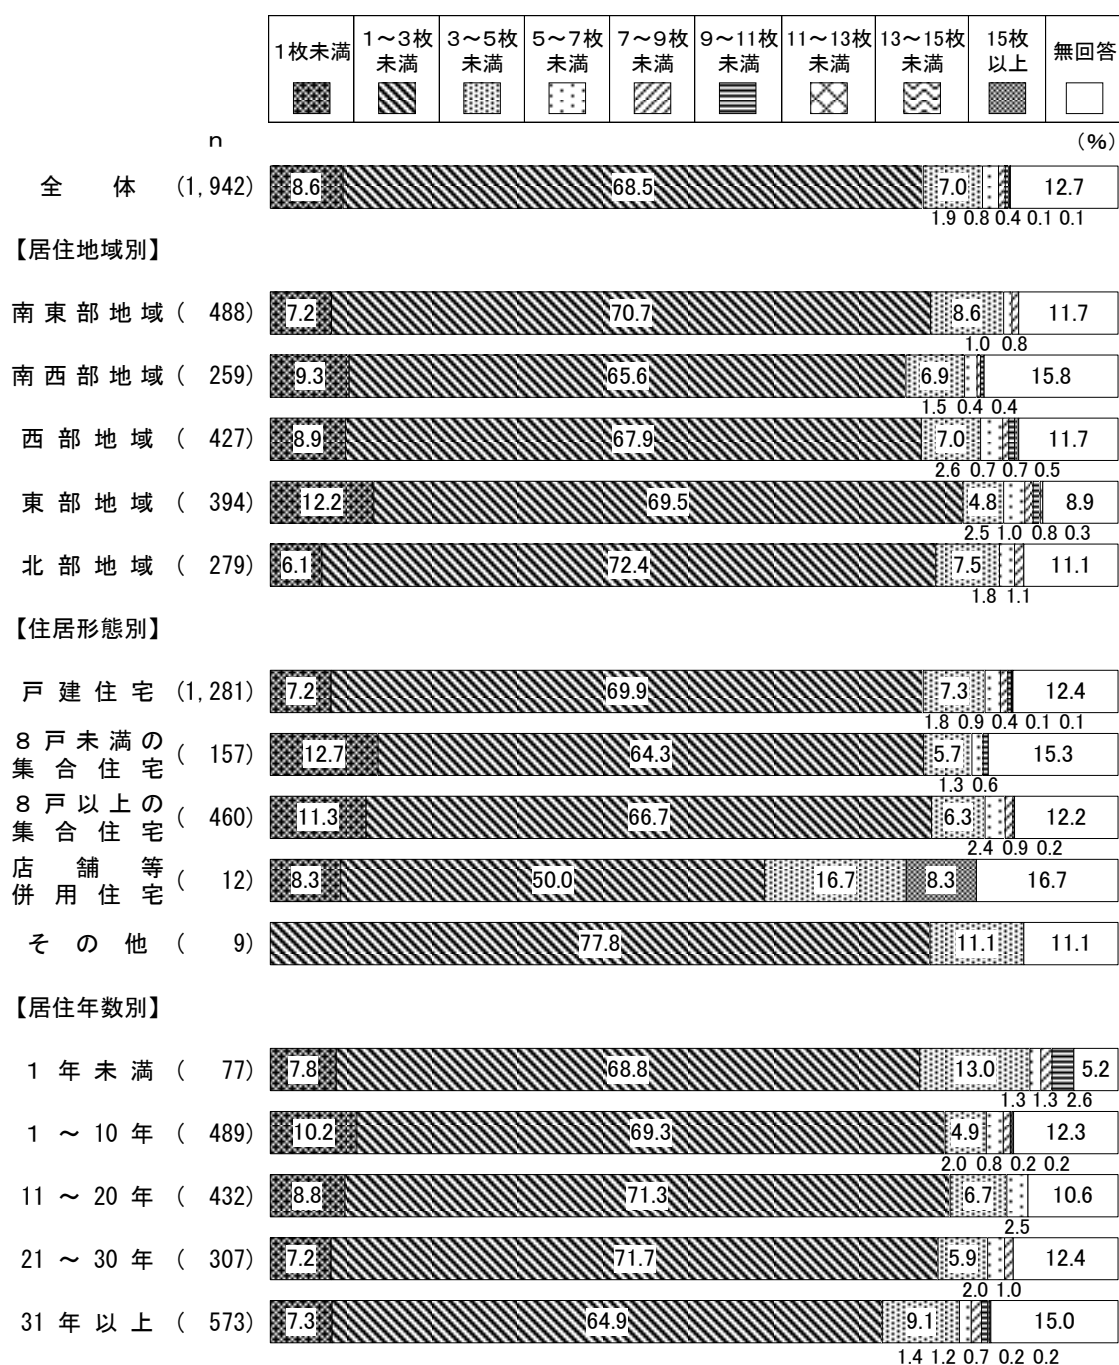 1枚未満 1～3枚未満 3～5枚未満 5～7枚未満 7～9枚未満 9～11枚未満 11～13枚未満 13～15枚未満 15枚以上 無回答
n (%)
全体 (1,942) 8.6 68.5 7.0 12.7
1.9 0.8 0.4 0.1 0.1
【居住地域別】
南東部地域 ( 488) 7.2 70.7 8.6 11.7
1.0 0.8
南西部地域 ( 259) 9.3 65.6 6.9 15.8
1.5 0.4 0.4
西部地域 ( 427) 8.9 67.9 7.0 11.7
2.6 0.7 0.7 0.5
東部地域 ( 394) 12.2 69.5 4.8 8.9
2.5 1.0 0.8 0.3
北部地域 ( 279) 6.1 72.4 7.5 11.1
1.8 1.1
【住居形態別】
戸建住宅 (1,281) 7.2 69.9 7.3 12.4
1.8 0.9 0.4 0.1 0.1
8戸未満の集合住宅 ( 157) 12.7 64.3 5.7 15.3
1.3 0.6
8戸以上の集合住宅 ( 460) 11.3 66.7 6.3 12.2
2.4 0.9 0.2
店舗等併用住宅 ( 12) 8.3 50.0 16.7 8.3 16.7
その他 ( 9) 77.8 11.1 11.1
【居住年数別】
1年未満 ( 77) 7.8 68.8 13.0 5.2
1.3 1.3 2.6
1～10年 ( 489) 10.2 69.3 4.9 12.3
2.0 0.8 0.2 0.2
11～20年 ( 432) 8.8 71.3 6.7 10.6
2.5
21～30年 ( 307) 7.2 71.7 5.9 12.4
2.0 1.0
31年以上 ( 573) 7.3 64.9 9.1 15.0
1.4 1.2 0.7 0.2 0.2